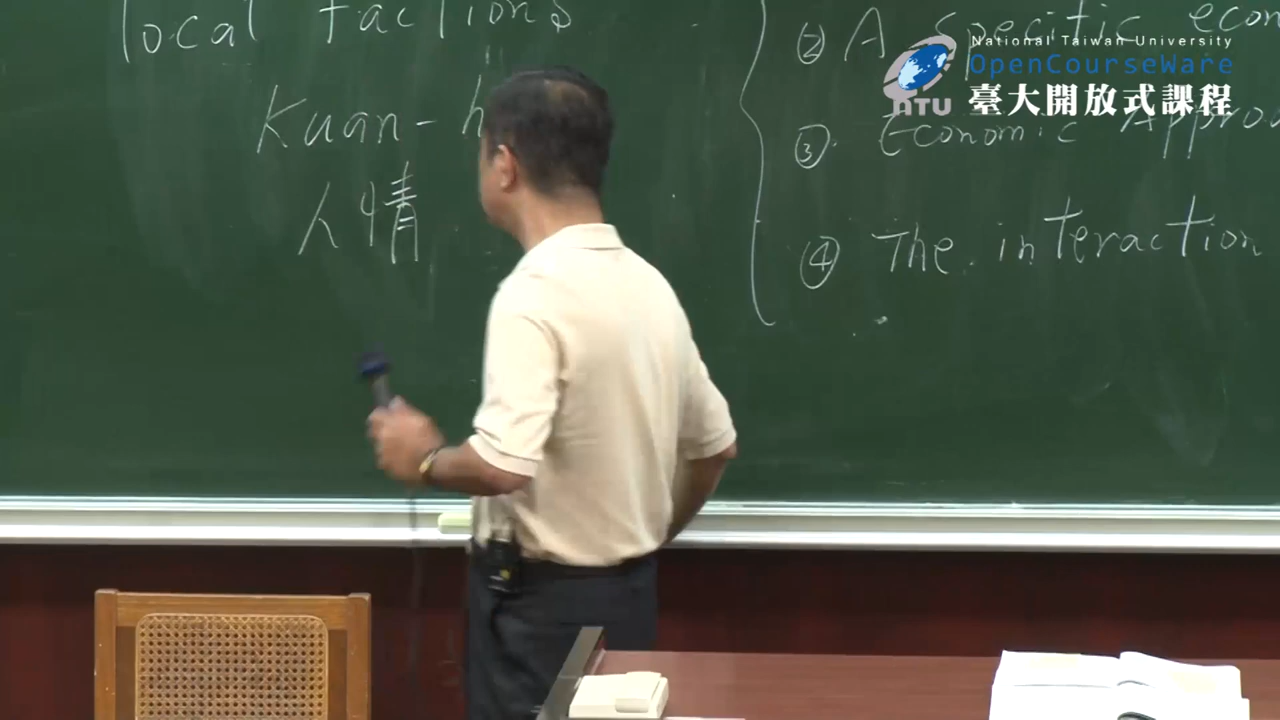 local factions
Kuan-h
人情
② A specific econ
③ Economic Appro
④ The interaction
National Taiwan University
OpenCourseWare
臺大開放式課程
NTU